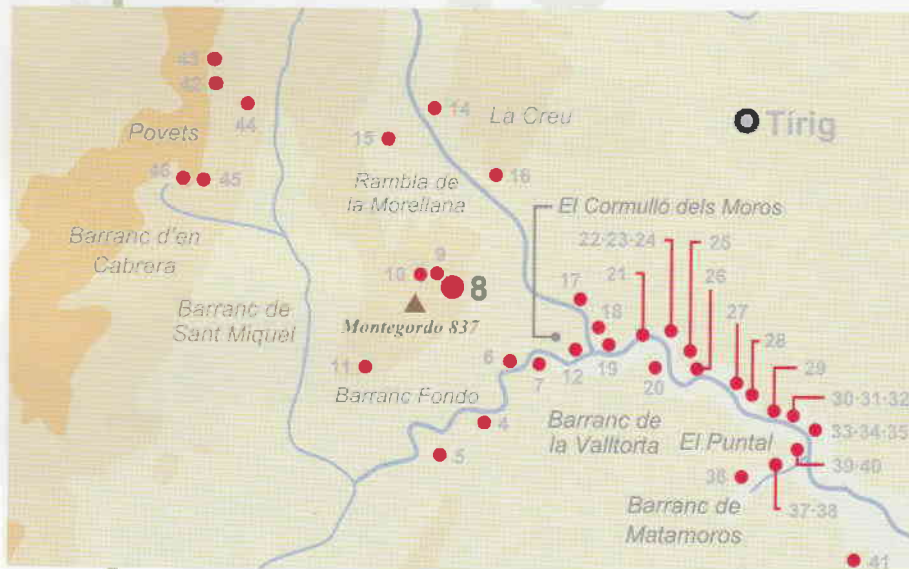 43
42
44
Povets
46
45
Barranc d'en
Cabrera
Barranc de
Sant Miquel
14
La Creu
15
16
Rambla de
la Morellana
Tírig
El Cormulló dels Moros
22-23-24
25
21
26
17
27
18
28
9
10
8
Montegordo 837
11
6
7
12
19
20
29
30-31-32
33-34-35
Barranc Fondo
4
5
Barranc de
la Valltorta
El Puntal
39-40
36
37-38
Barranc de
Matamoros
41